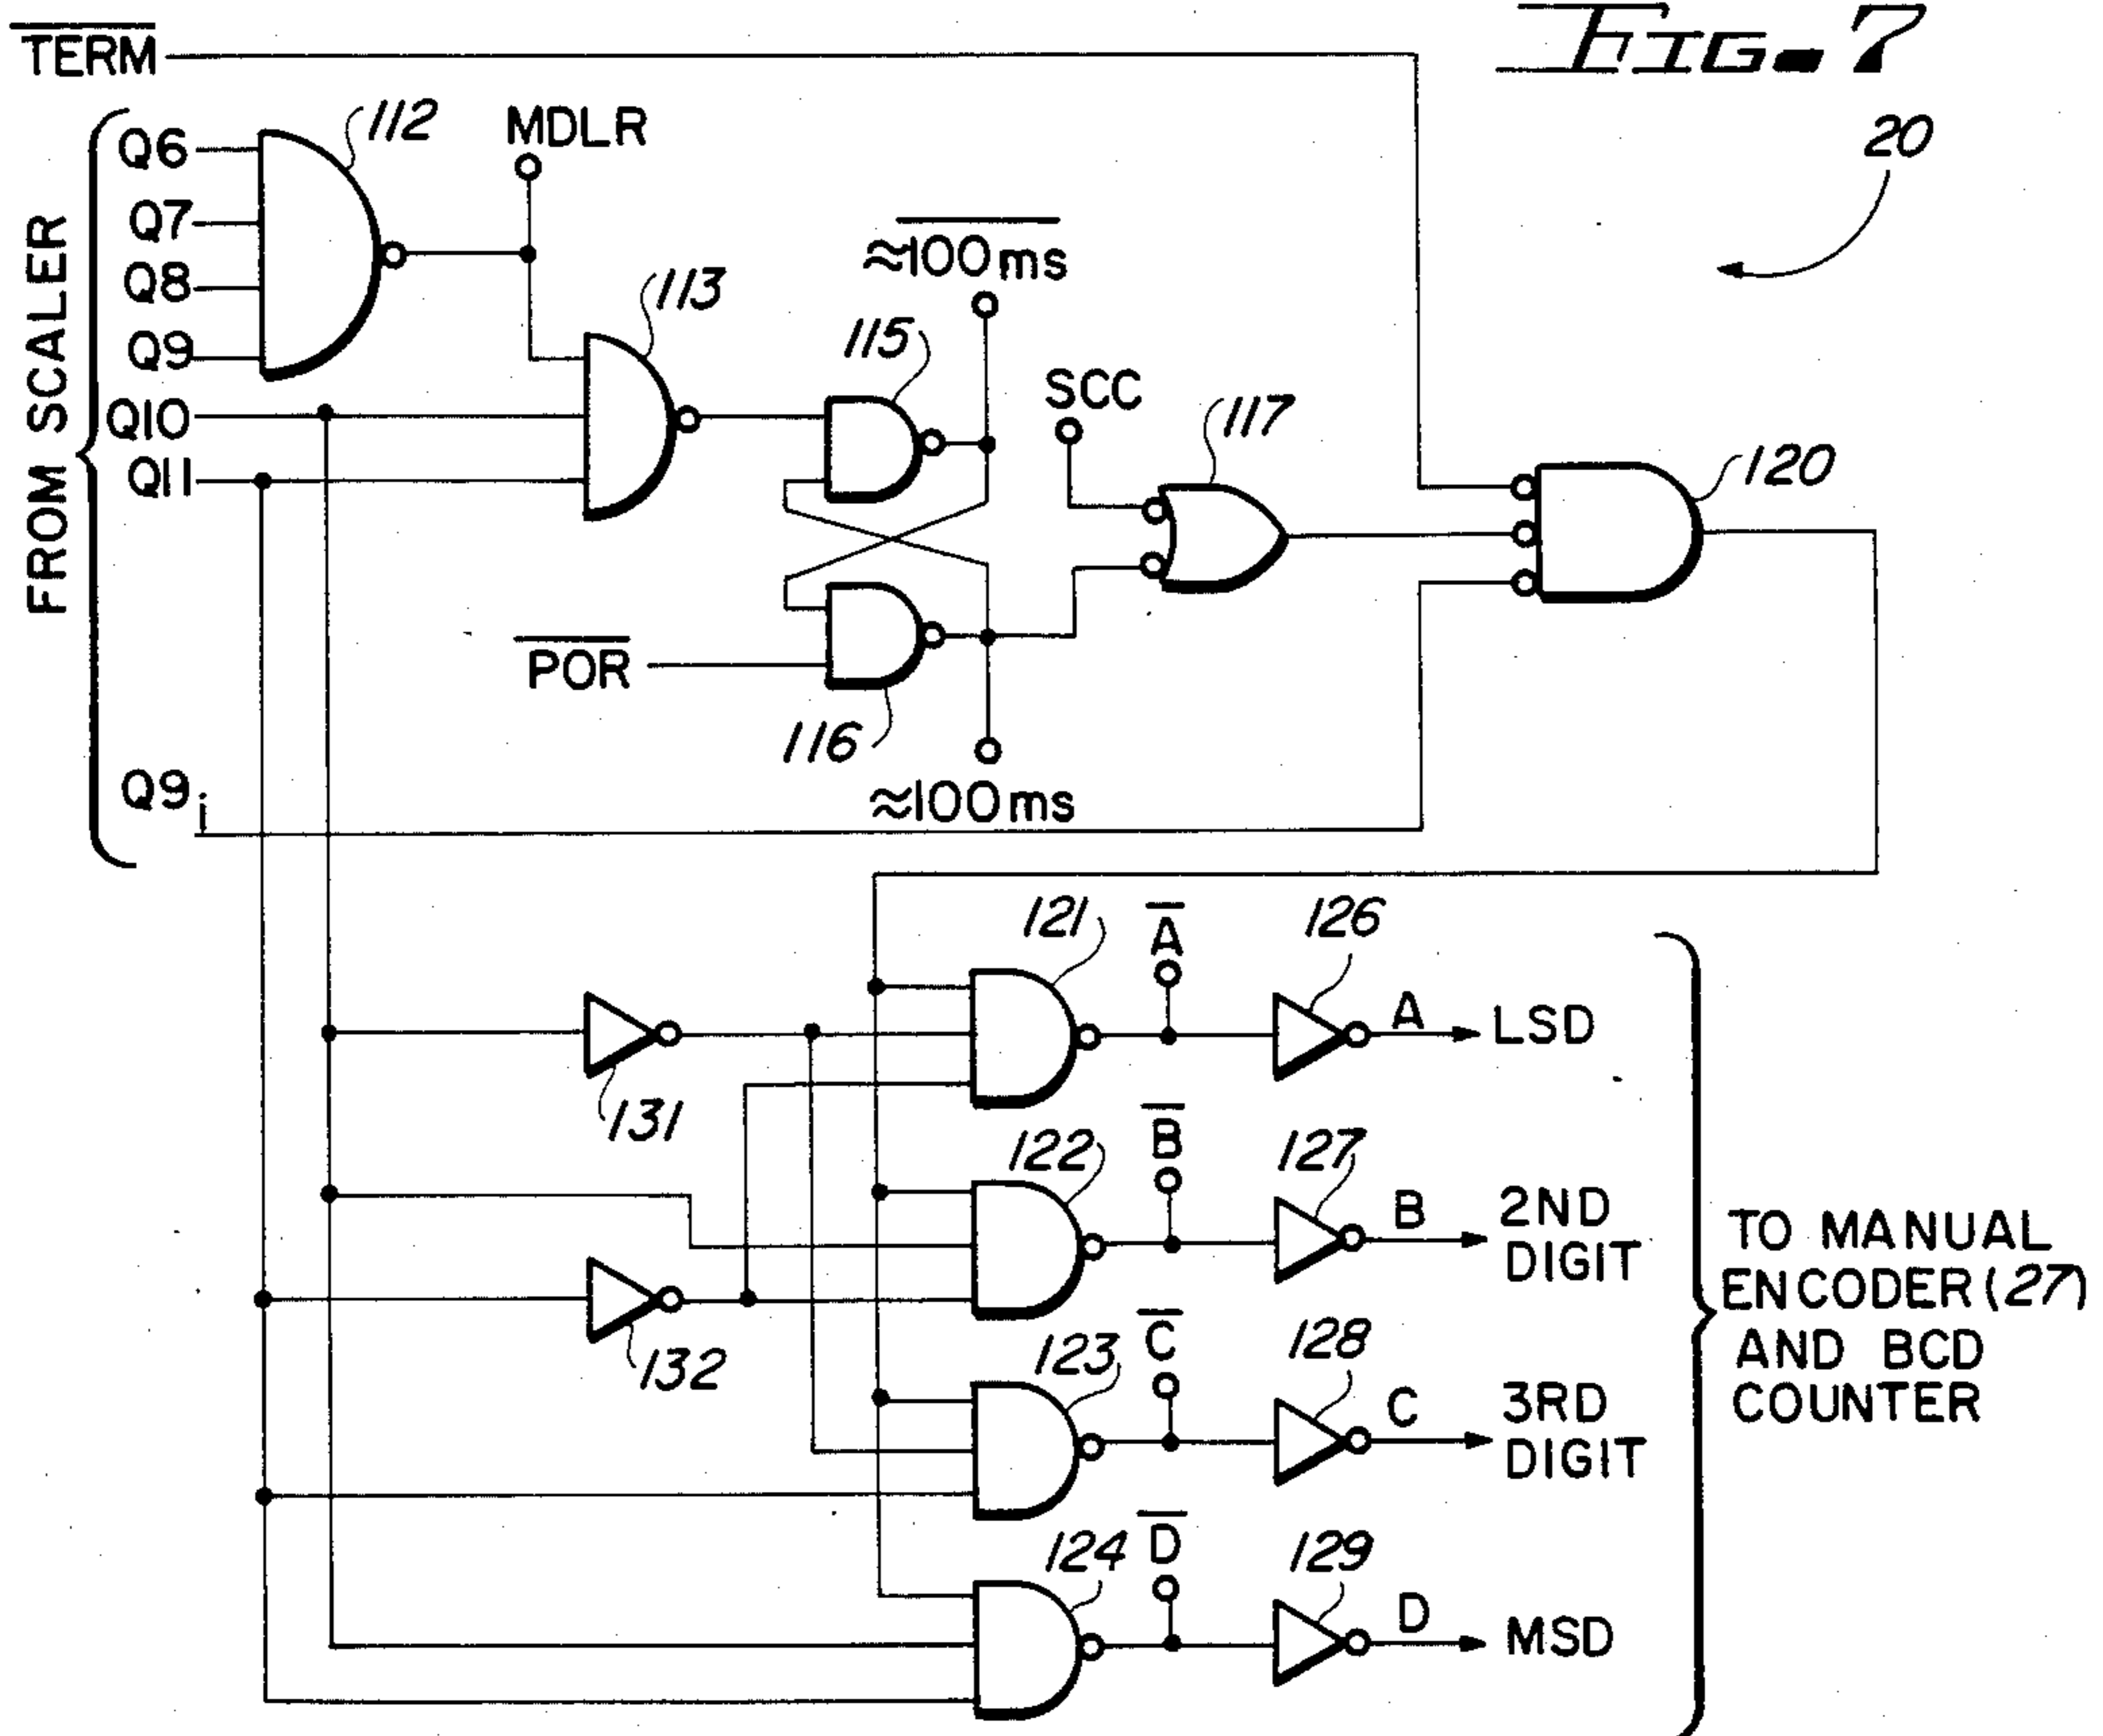 FIG. 7
TERM
20
FROM SCALER
Q6
112
MDLR
Q7
Q8
Q9
113
≈100ms
115
Q10
SCC
117
Q11
120
POR
116
≈100ms
Q9i
121
A
126
A
LSD
131
122
B
127
B
2ND
DIGIT
132
123
C
128
C
3RD
DIGIT
124
D
129
D
MSD
TO MANUAL
ENCODER (27)
AND BCD
COUNTER